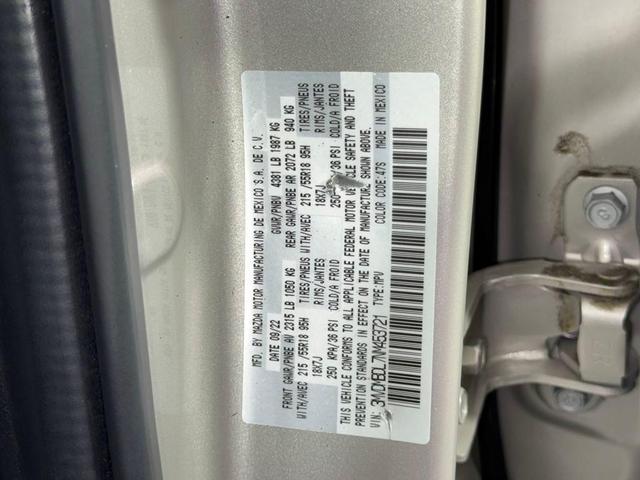 MFD. BY MAZDA MOTOR MANUFACTURING DE MEXICO S.A. DE C.V.
DATE 09/22 GVWR/PNBV 4381 LB 1987 KG
FRONT GAWR/PNBE AV 2315 LB 1050 KG REAR GAWR/PNBE AR 2072 LB 940 KG
WITH/AVEC 215/55R18 95H TIRES/PNEUS WITH/AVEC 215/55R18 95H TIRES/PNEUS
18X7J RIMS/JANTES 18X7J RIMS/JANTES
250 KPA/36 PSI COLD/A FROID 250 /36 PSI COLD/A FROID
THIS VEHICLE CONFORMS TO ALL APPLICABLE FEDERAL MOTOR VEHICLE SAFETY AND THEFT
PREVENTION STANDARDS IN EFFECT ON THE DATE OF MANUFACTURE SHOWN ABOVE.
VIN: TYPE:MPV COLOR CODE:47S MADE IN MEXICO